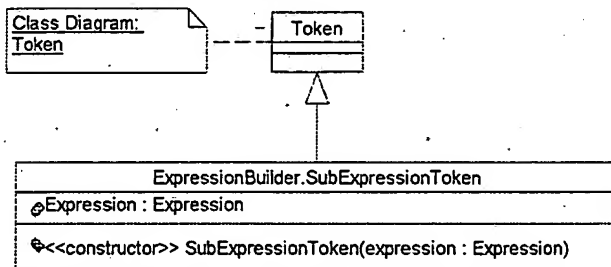 Class Diagram:
Token
Token
ExpressionBuilder.SubExpressionToken
Expression : Expression
<<constructor>> SubExpressionToken(expression : Expression)